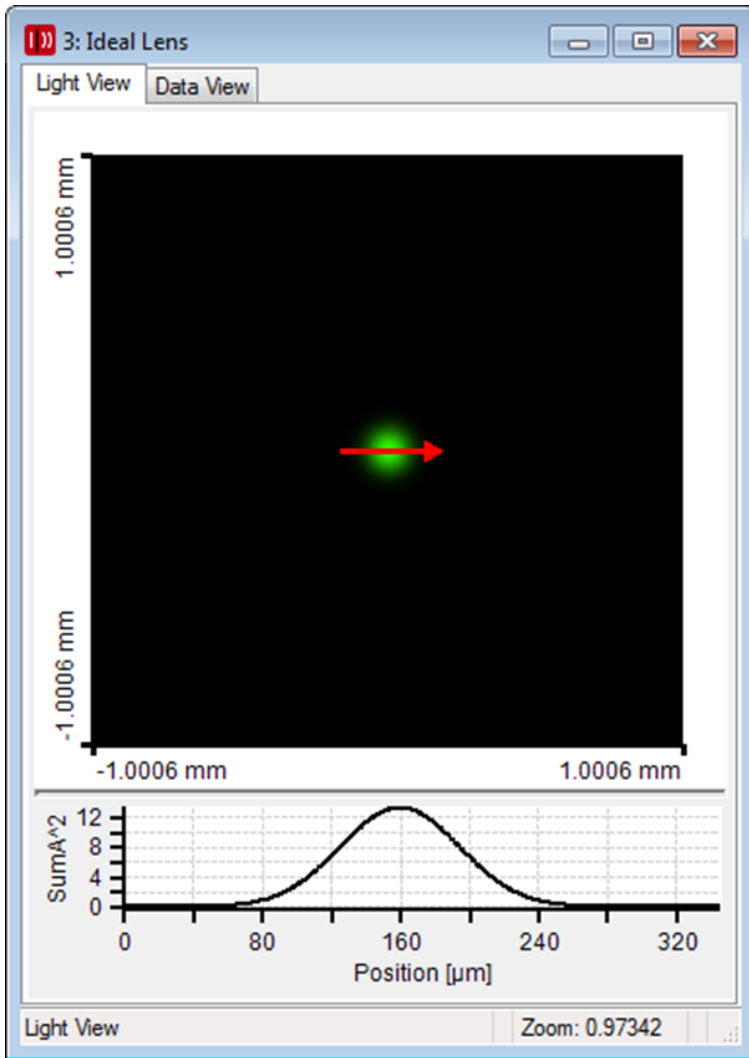 3: Ideal Lens
Light View Data View
1.0006 mm
-1.0006 mm
-1.0006 mm 1.0006 mm
SumA^2
12
8
4
0
0 80 160 240 320
Position [µm]
Light View Zoom: 0.97342